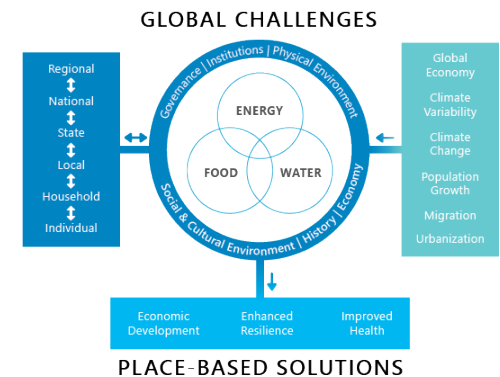 GLOBAL CHALLENGES
Regional
National
State
Local
Household
Individual
Governance | Institutions | Physical Environment
ENERGY
FOOD
WATER
Social & Cultural Environment | History | Economy
Global
Economy
Climate
Variability
Climate
Change
Population
Growth
Migration
Urbanization
Economic
Development
Enhanced
Resilience
Improved
Health
PLACE-BASED SOLUTIONS